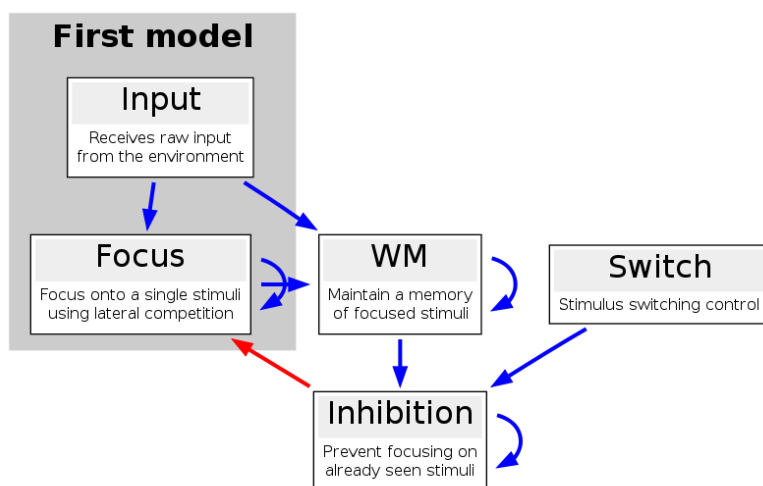 First model
Input
Receives raw input
from the environment
Focus
Focus onto a single stimuli
using lateral competition
WM
Maintain a memory
of focused stimuli
Switch
Stimulus switching control
Inhibition
Prevent focusing on
already seen stimuli